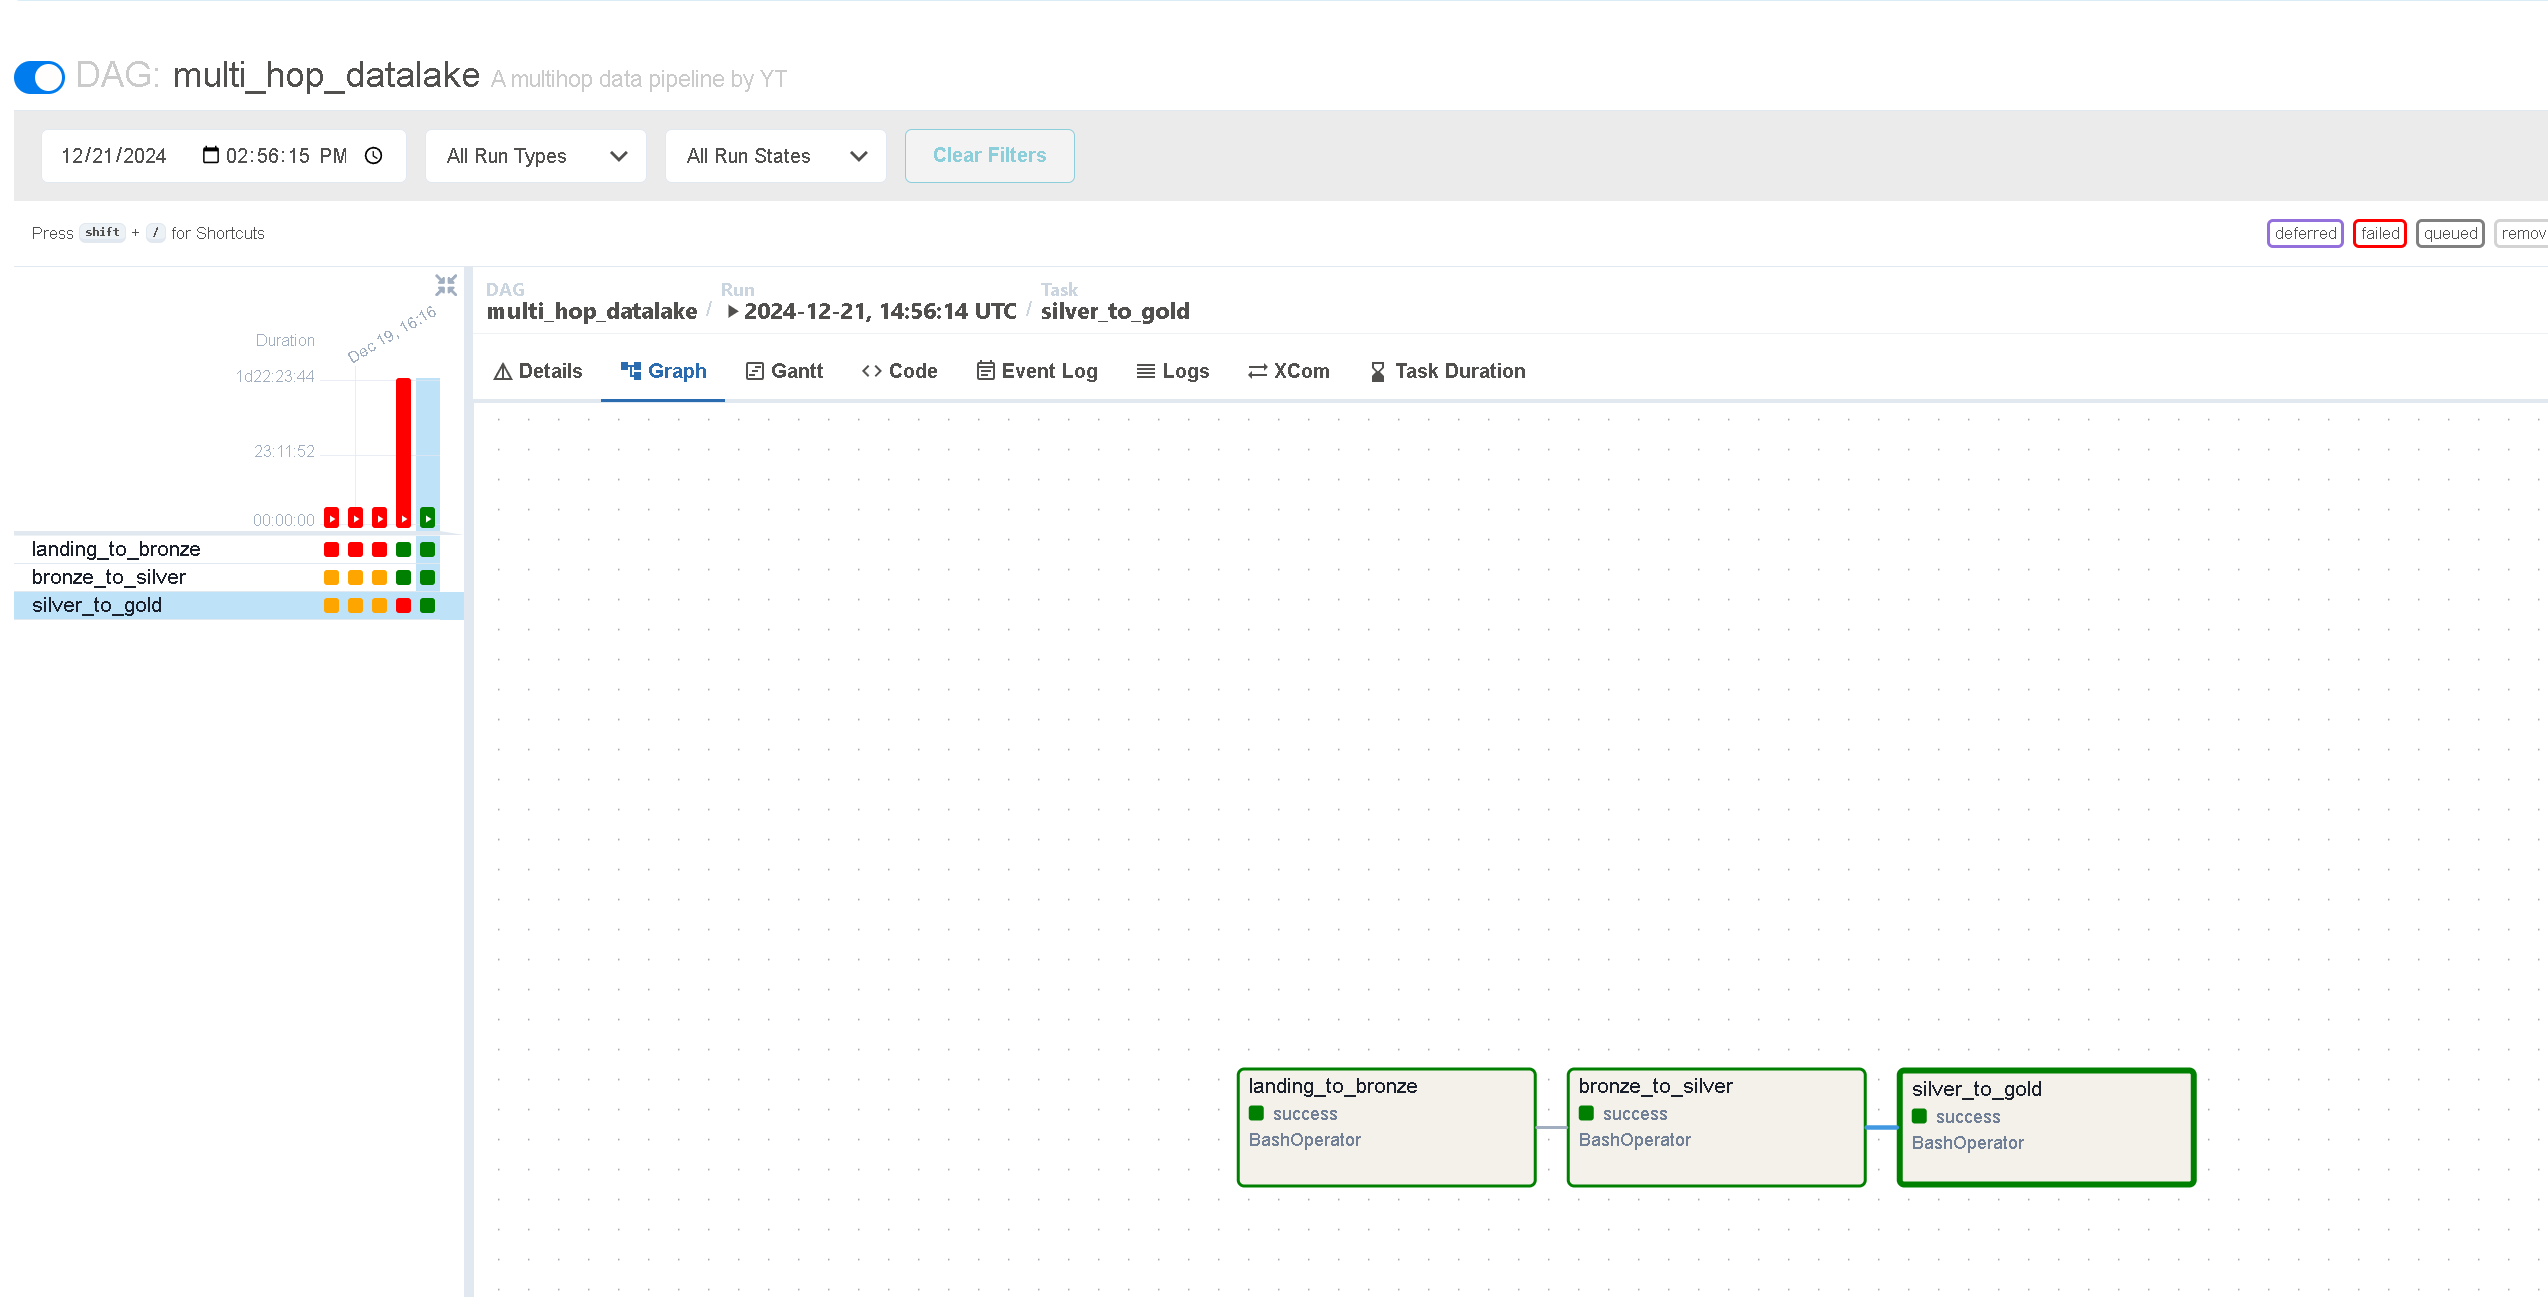 DAG: multi_hop_datalake A multihop data pipeline by YT
12/21/2024 02:56:15 PM All Run Types All Run States Clear Filters
Press shift + / for Shortcuts
deferred failed queued remov
DAG Run Task
multi_hop_datalake / 2024-12-21, 14:56:14 UTC / silver_to_gold
Details Graph Gantt Code Event Log Logs XCom Task Duration
Dec 19, 16:16
Duration
1d22:23:44
23:11:52
00:00:00
landing_to_bronze
bronze_to_silver
silver_to_gold
landing_to_bronze
success
BashOperator
bronze_to_silver
success
BashOperator
silver_to_gold
success
BashOperator